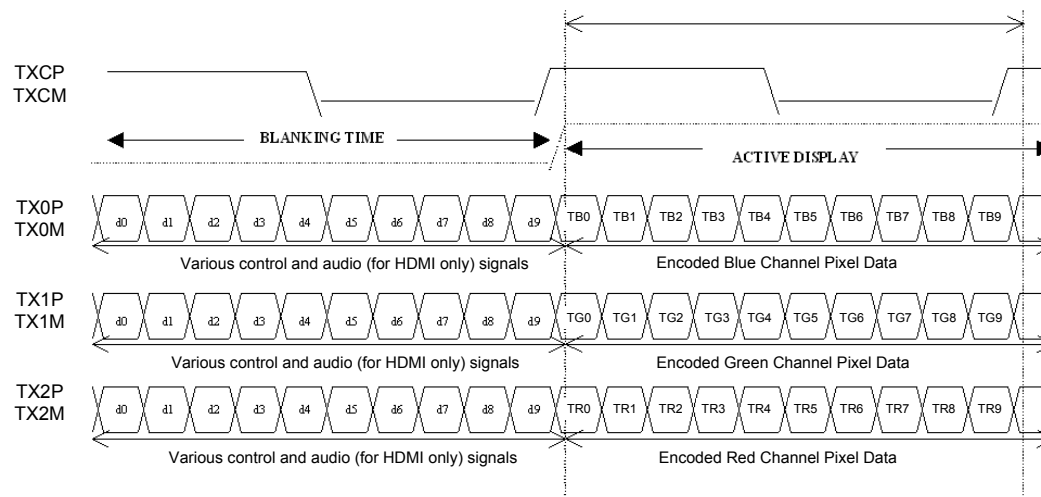 TXCP
TXCM
BLANKING TIME
ACTIVE DISPLAY
TX0P
TX0M
d0 d1 d2 d3 d4 d5 d6 d7 d8 d9 TB0 TB1 TB2 TB3 TB4 TB5 TB6 TB7 TB8 TB9
Various control and audio (for HDMI only) signals
Encoded Blue Channel Pixel Data
TX1P
TX1M
d0 d1 d2 d3 d4 d5 d6 d7 d8 d9 TG0 TG1 TG2 TG3 TG4 TG5 TG6 TG7 TG8 TG9
Various control and audio (for HDMI only) signals
Encoded Green Channel Pixel Data
TX2P
TX2M
d0 d1 d2 d3 d4 d5 d6 d7 d8 d9 TR0 TR1 TR2 TR3 TR4 TR5 TR6 TR7 TR8 TR9
Various control and audio (for HDMI only) signals
Encoded Red Channel Pixel Data